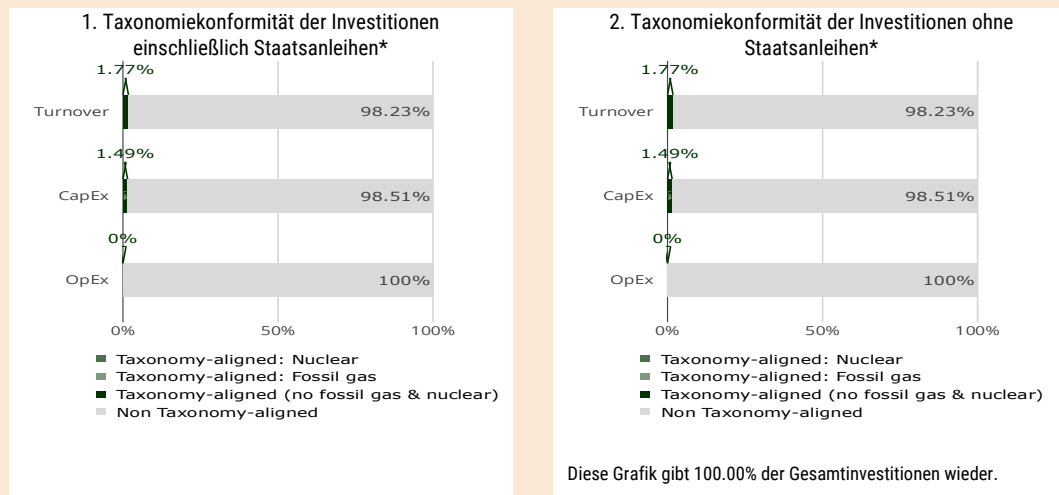 1. Taxonomiekonformität der Investitionen
einschließlich Staatsanleihen*
1.77%
Turnover
98.23%
1.49%
CapEx
98.51%
0%
OpEx
100%
0%
50%
100%
Taxonomy-aligned: Nuclear
Taxonomy-aligned: Fossil gas
Taxonomy-aligned (no fossil gas & nuclear)
Non Taxonomy-aligned
2. Taxonomiekonformität der Investitionen ohne
Staatsanleihen*
1.77%
Turnover
98.23%
1.49%
CapEx
98.51%
0%
OpEx
100%
0%
50%
100%
Taxonomy-aligned: Nuclear
Taxonomy-aligned: Fossil gas
Taxonomy-aligned (no fossil gas & nuclear)
Non Taxonomy-aligned
Diese Grafik gibt 100.00% der Gesamtinvestitionen wieder.